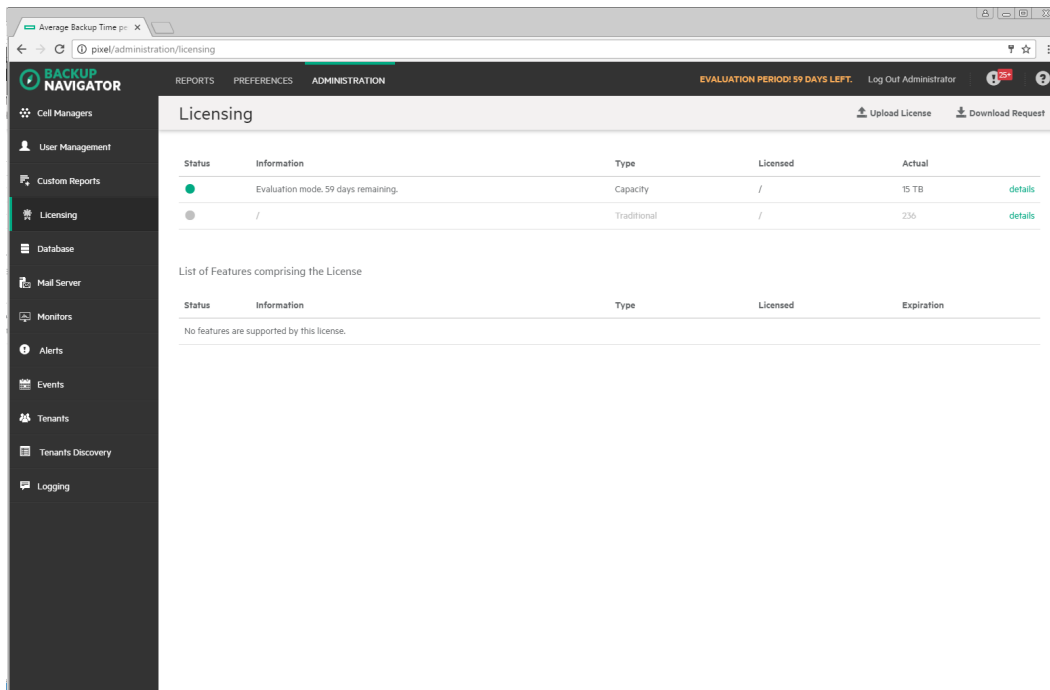 Average Backup Time pe
pixel/administration/licensing
BACKUP NAVIGATOR
REPORTS PREFERENCES ADMINISTRATION EVALUATION PERIOD! 59 DAYS LEFT. Log Out Administrator 25+
Cell Managers
User Management
Custom Reports
Licensing
Database
Mail Server
Monitors
Alerts
Events
Tenants
Tenants Discovery
Logging
Licensing Upload License Download Request
Status Information Type Licensed Actual
Evaluation mode. 59 days remaining. Capacity / 15 TB details
/ Traditional / 236 details
List of Features comprising the License
Status Information Type Licensed Expiration
No features are supported by this license.